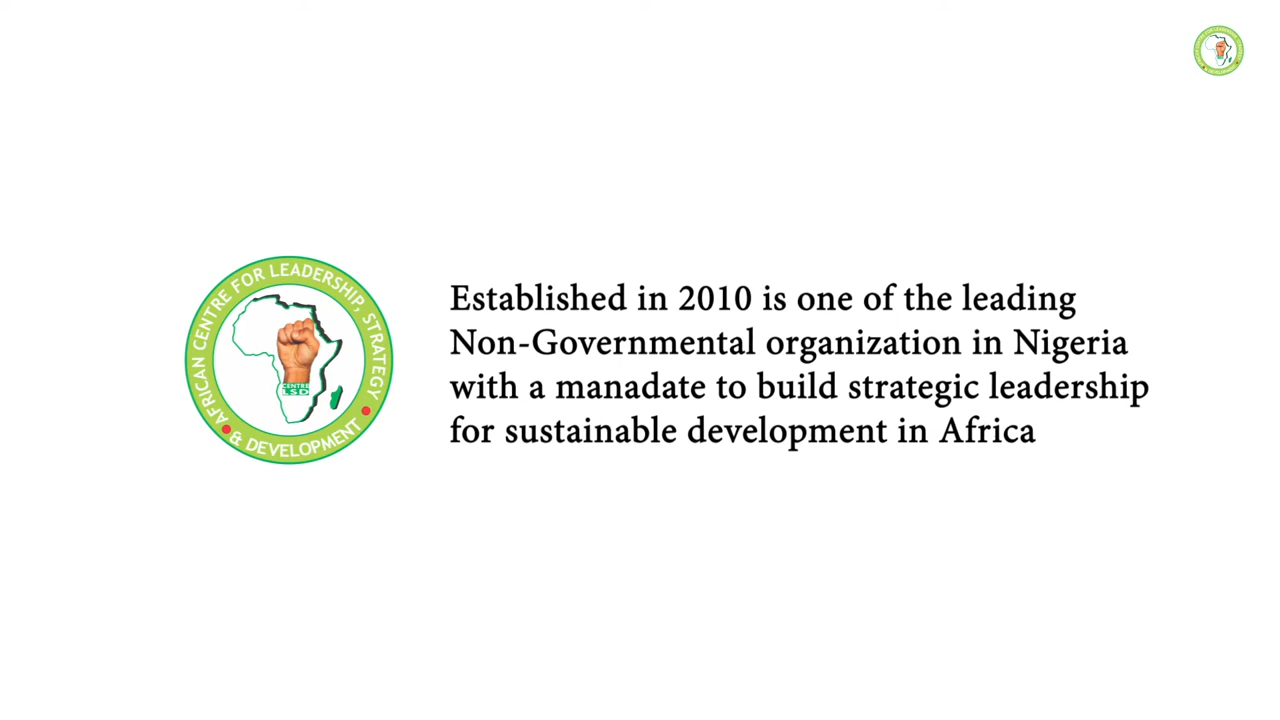 AFRICAN CENTRE FOR LEADERSHIP, STRATEGY
& DEVELOPMENT
CENTRE
LSD
Established in 2010 is one of the leading
Non-Governmental organization in Nigeria
with a manadate to build strategic leadership
for sustainable development in Africa